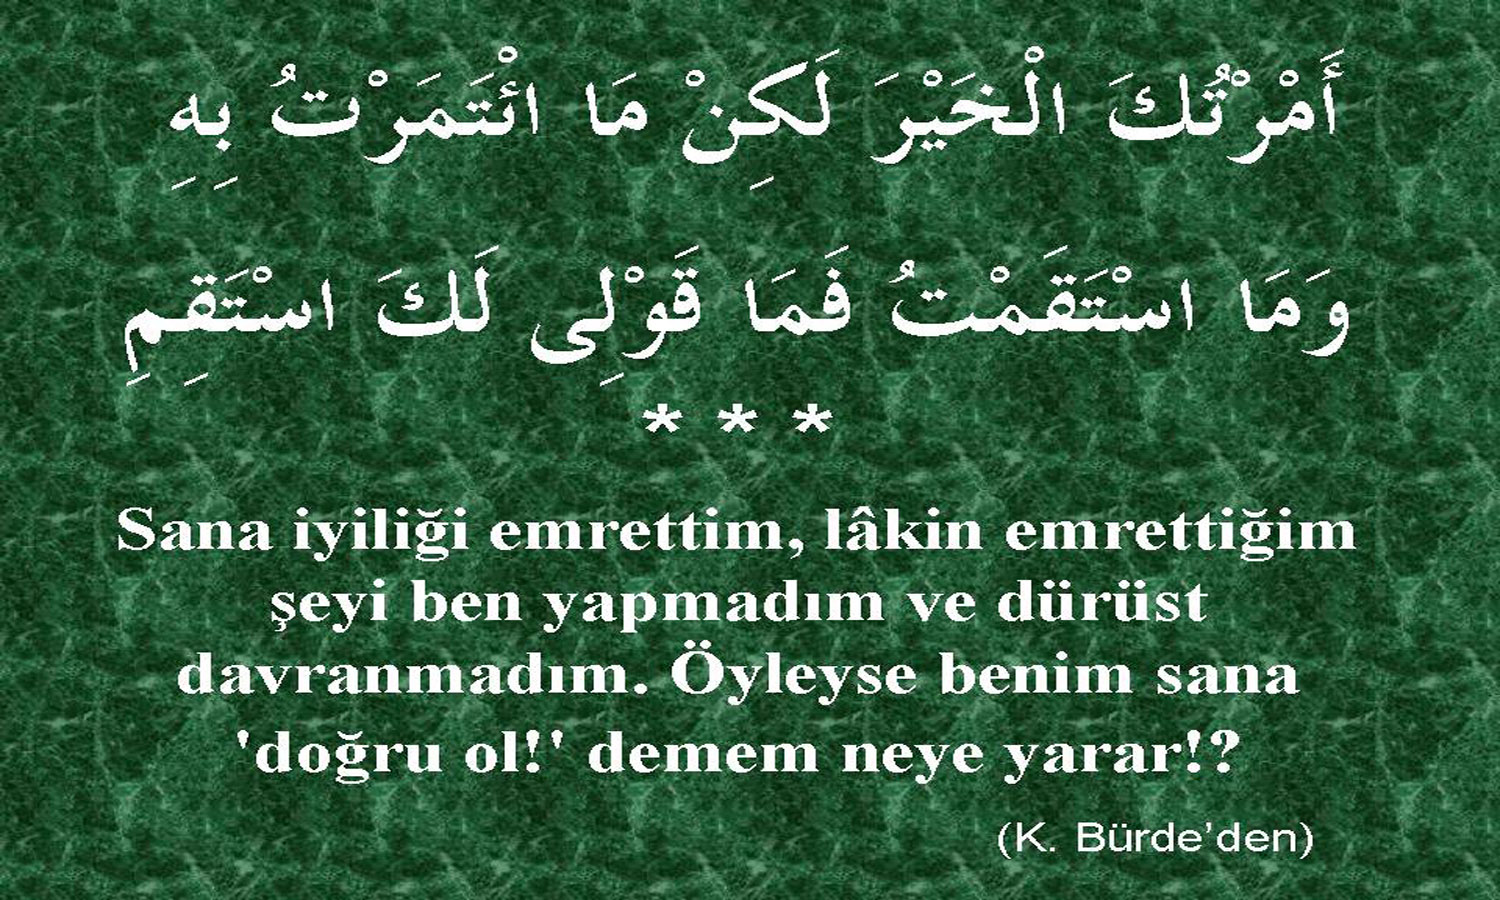 أَمْرْتُكَ الْخَيْرَ لَكِنْ مَا ائْتَمَرْتُ بِهِ
وَمَا اسْتَقَمْتُ فَمَا قَوْلِى لَكَ اسْتَقِمِ
* * *
Sana iyiliği emrettim, lâkin emrettiğim
şeyi ben yapmadım ve dürüst
davranmadım. Öyleyse benim sana
'doğru ol!' demem neye yarar!?
(K. Bürde’den)